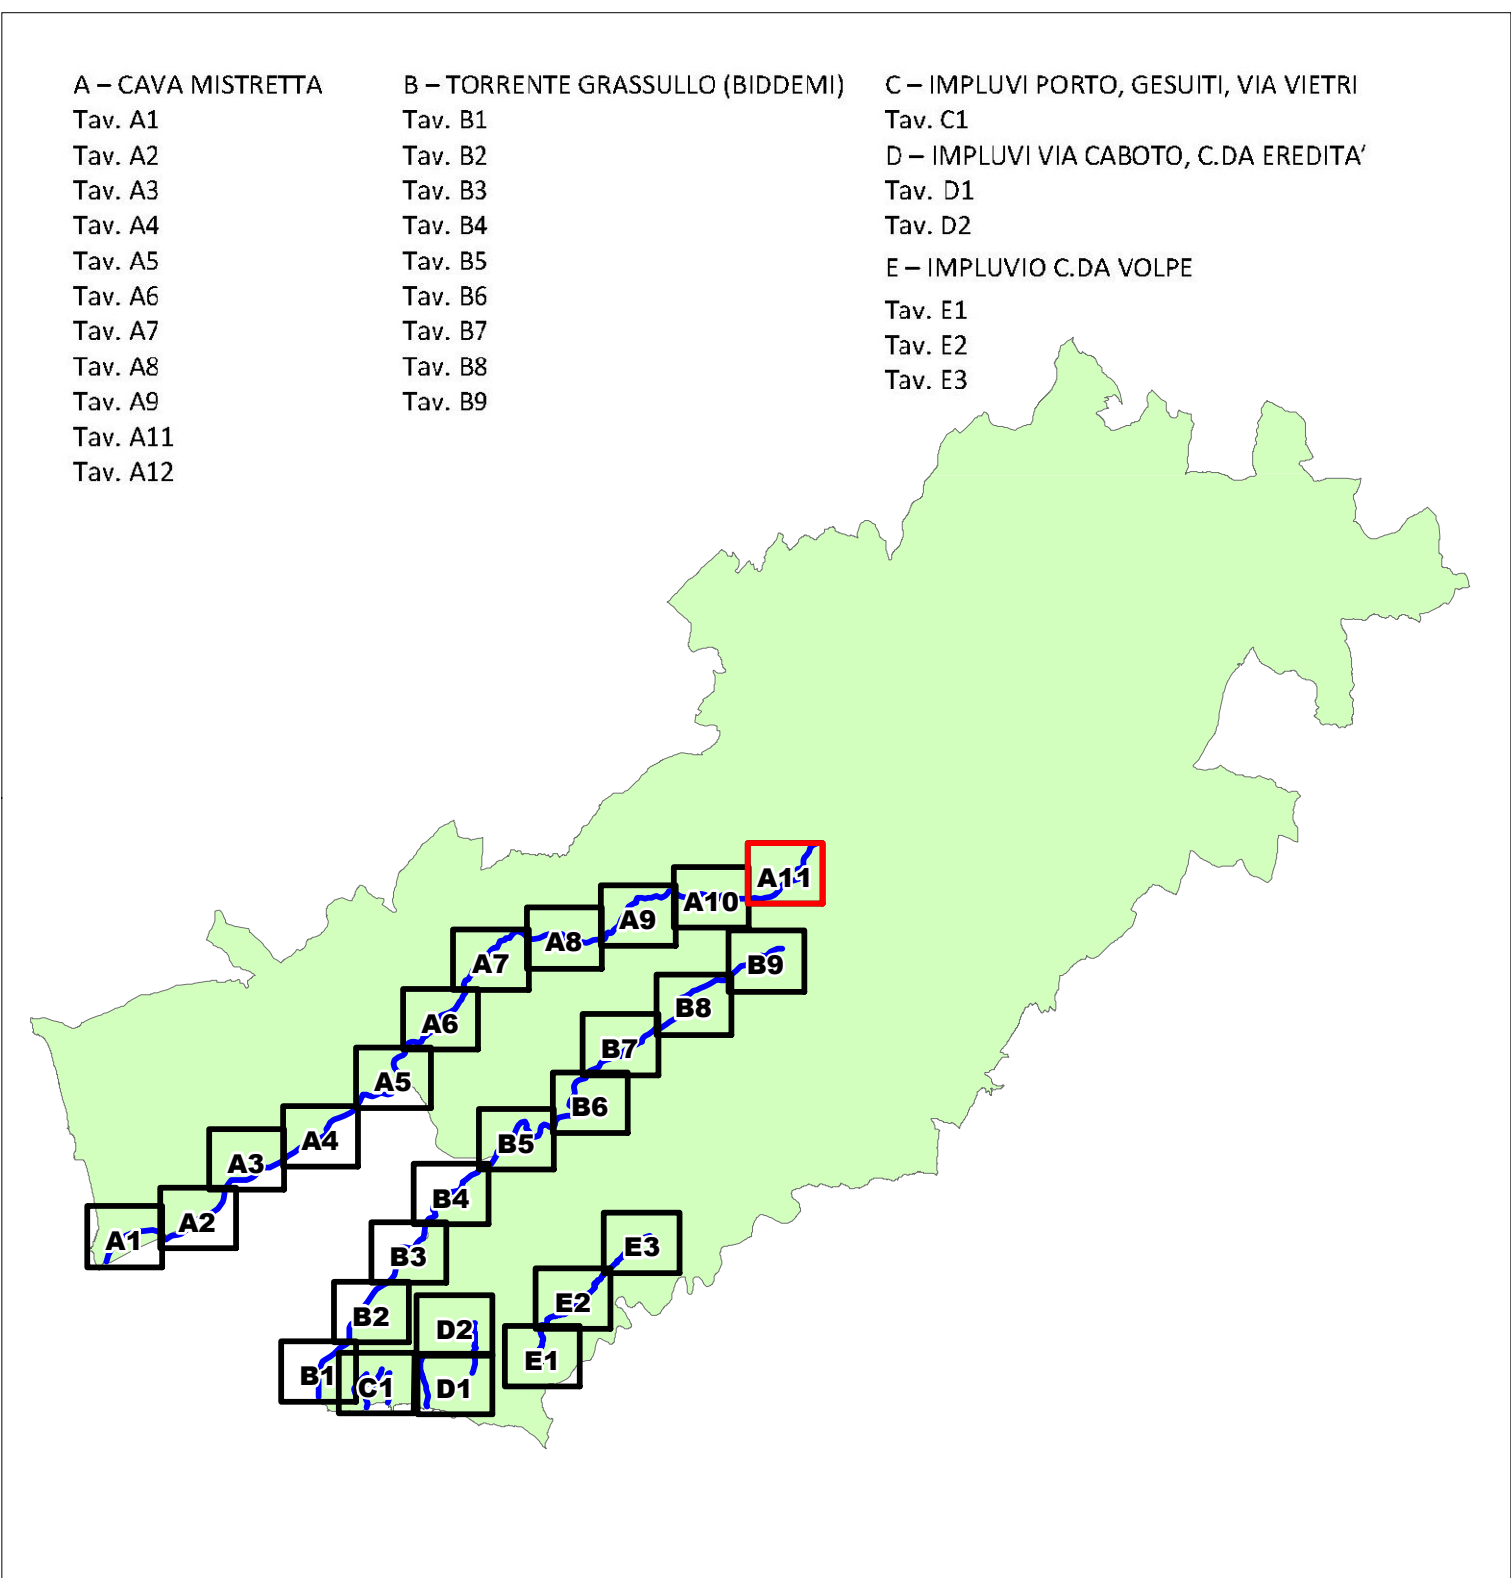 A – CAVA MISTRETTA
Tav. A1
Tav. A2
Tav. A3
Tav. A4
Tav. A5
Tav. A6
Tav. A7
Tav. A8
Tav. A9
Tav. A11
Tav. A12
B – TORRENTE GRASSULLO (BIDDEMI)
Tav. B1
Tav. B2
Tav. B3
Tav. B4
Tav. B5
Tav. B6
Tav. B7
Tav. B8
Tav. B9
C – IMPLUVI PORTO, GESUITI, VIA VIETRI
Tav. C1
D – IMPLUVI VIA CABOTO, C.DA EREDITA'
Tav. D1
Tav. D2
E – IMPLUVIO C.DA VOLPE
Tav. E1
Tav. E2
Tav. E3
A11
A10
A9
A8
A7
B9
B8
A6
B7
A5
B6
A4
B5
A3
B4
A2
A1
B3
E3
B2
D2
E2
B1
C1
D1
E1